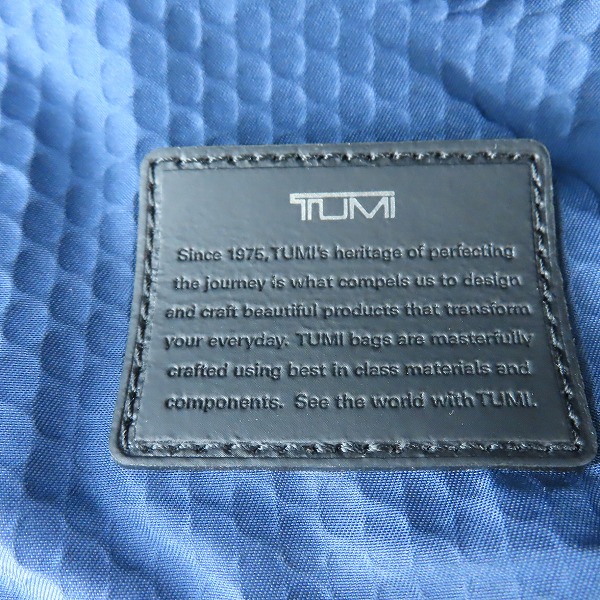 TUMI
Since 1975, TUMI's heritage of perfecting
the journey is what compels us to design
and craft beautiful products that transform
your everyday. TUMI bags are masterfully
crafted using best in class materials and
components. See the world with TUMI.